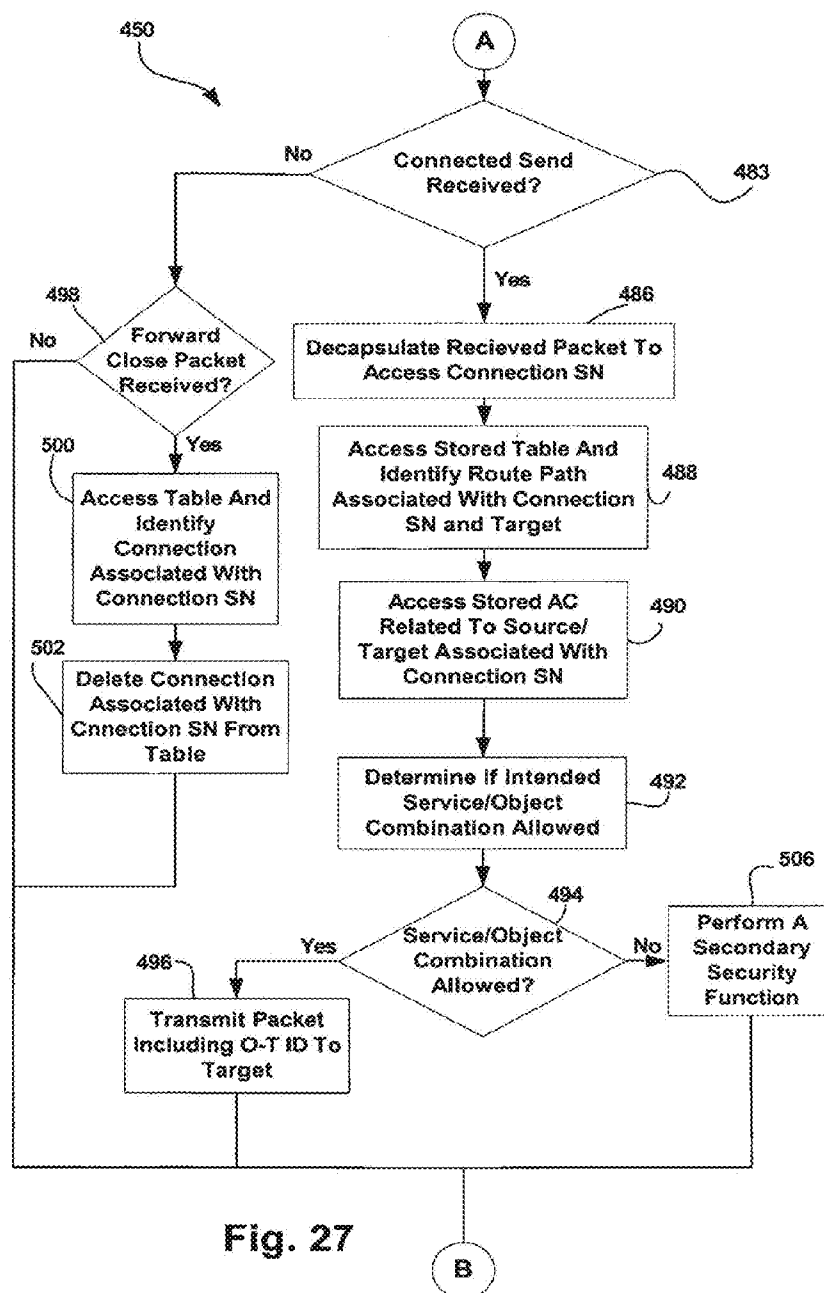 450
A
No
Connected Send
Received?
483
Yes
498
No
Forward
Close Packet
Received?
486
Decapsulate Recieved Packet To
Access Connection SN
500
Yes
Access Table And
Identify
Connection
Associated With
Connection SN
Access Stored Table And
Identify Route Path
Associated With Connection
SN and Target
488
Access Stored AC
Related To Source/
Target Associated With
Connection SN
490
502
Delete Connection
Associated With
Cnnection SN From
Table
Determine If Intended
Service/Object
Combination Allowed
492
494
506
Yes
Service/Object
Combination
Allowed?
No
Perform A
Secondary
Security
Function
496
Transmit Packet
Including O-T ID To
Target
Fig. 27
B